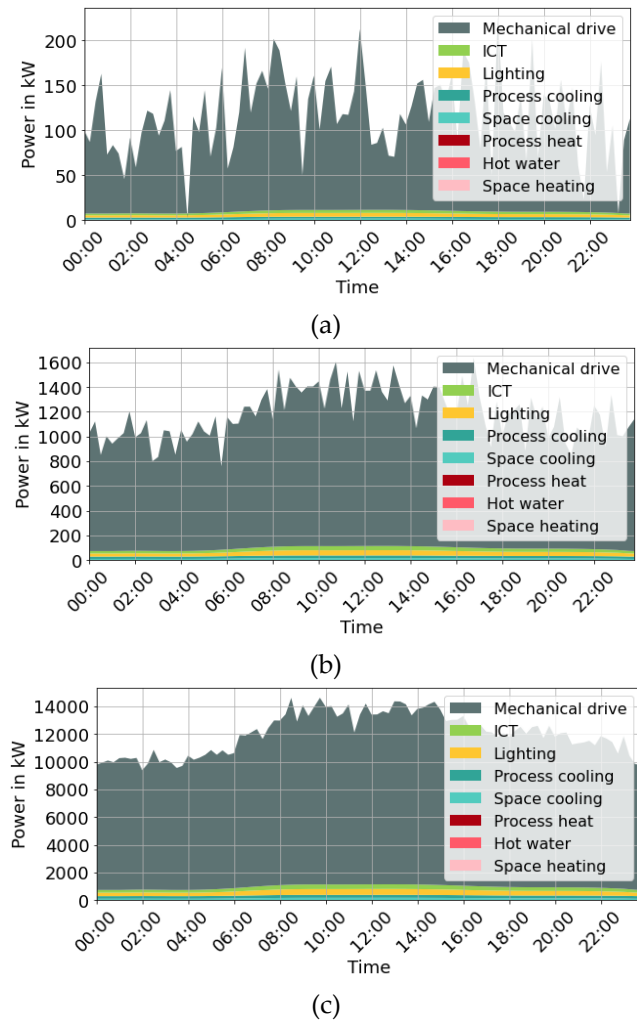 Power in kW
200
150
100
50
0
Mechanical drive
ICT
Lighting
Process cooling
Space cooling
Process heat
Hot water
Space heating
00:00
02:00
04:00
06:00
08:00
10:00
12:00
14:00
16:00
18:00
20:00
22:00
Time
(a)
Power in kW
1600
1400
1200
1000
800
600
400
200
0
Mechanical drive
ICT
Lighting
Process cooling
Space cooling
Process heat
Hot water
Space heating
00:00
02:00
04:00
06:00
08:00
10:00
12:00
14:00
16:00
18:00
20:00
22:00
Time
(b)
Power in kW
14000
12000
10000
8000
6000
4000
2000
0
Mechanical drive
ICT
Lighting
Process cooling
Space cooling
Process heat
Hot water
Space heating
00:00
02:00
04:00
06:00
08:00
10:00
12:00
14:00
16:00
18:00
20:00
22:00
Time
(c)